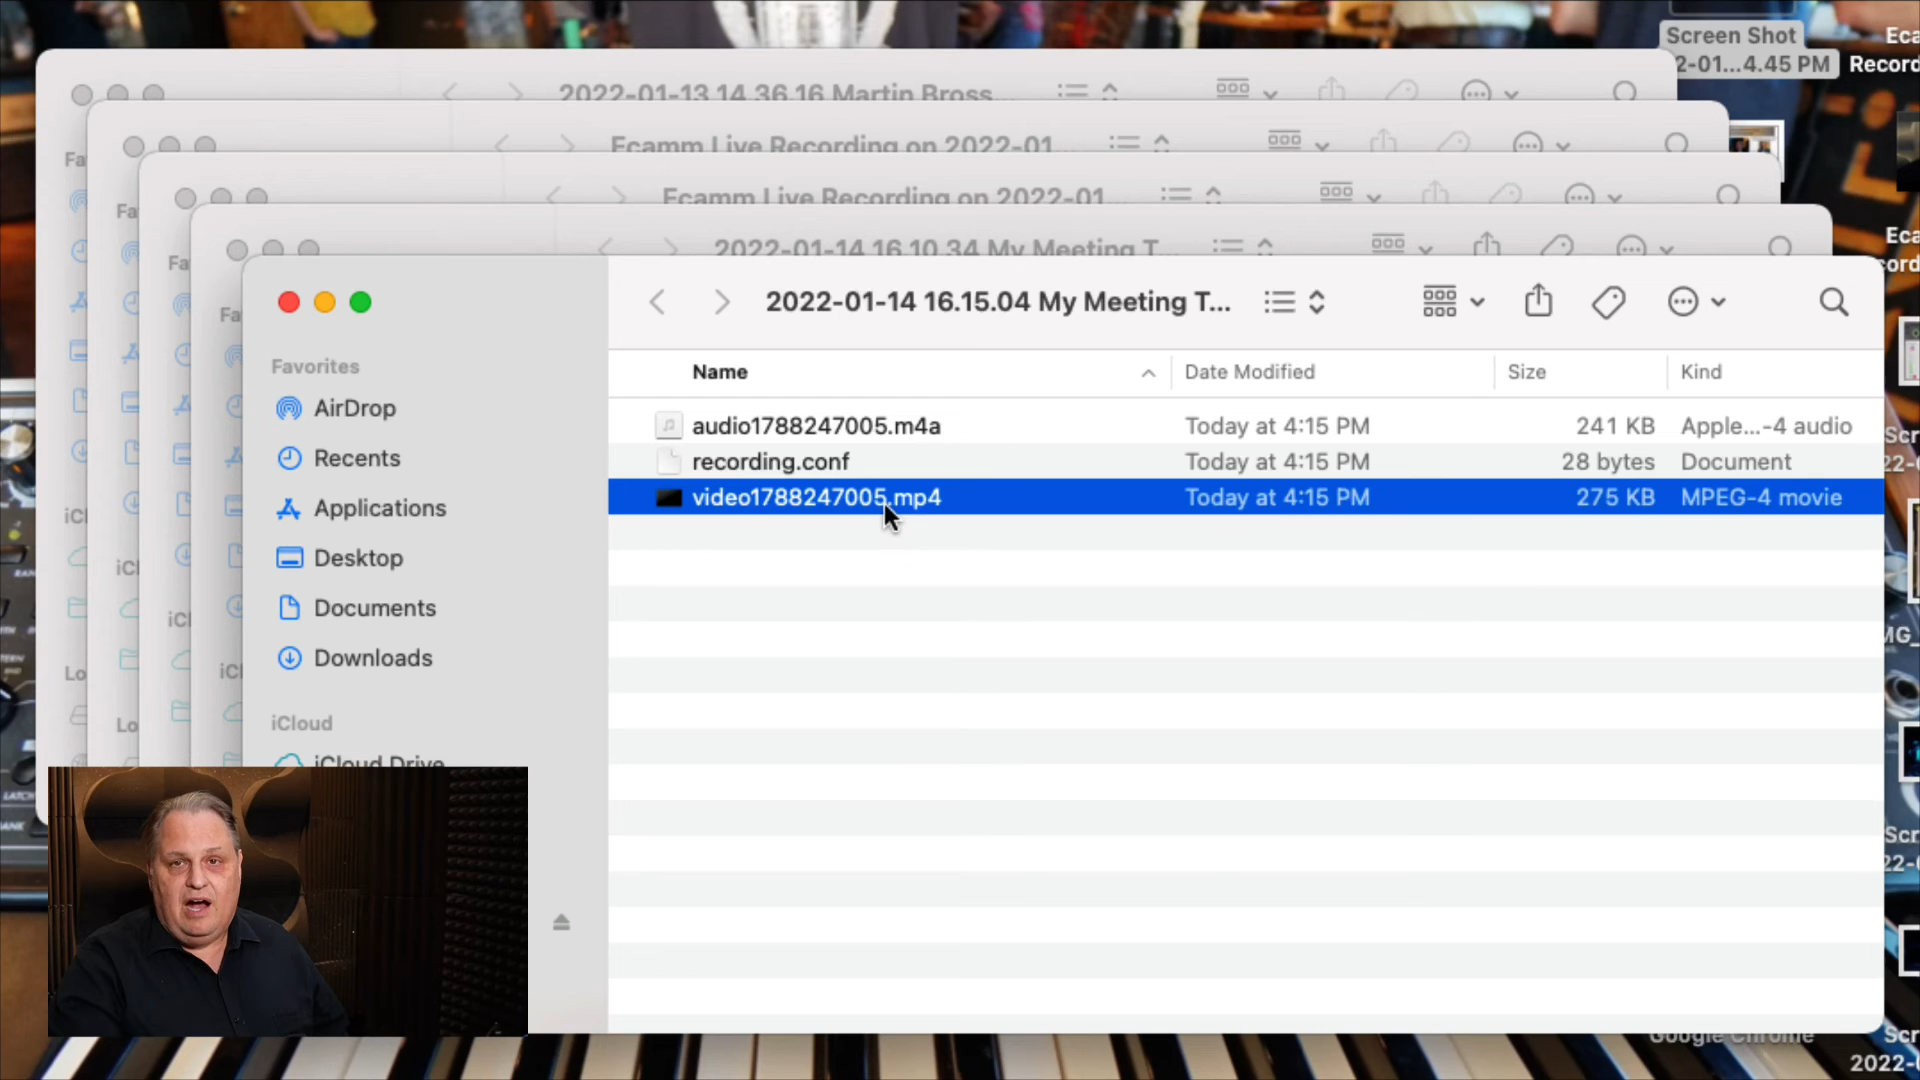 Screen Shot
2-01...4.45 PM
Record
2022-01-13 14.36.16 Martin Bross...
Ecamm Live Recording on 2022-01...
Ecamm Live Recording on 2022-01...
2022-01-14 16.10.34 My Meeting T...
2022-01-14 16.15.04 My Meeting T...
Favorites
AirDrop
Recents
Applications
Desktop
Documents
Downloads
iCloud
iCloud Drive
Name
Date Modified
Size
Kind
audio1788247005.m4a
Today at 4:15 PM
241 KB
Apple...-4 audio
recording.conf
Today at 4:15 PM
28 bytes
Document
video1788247005.mp4
Today at 4:15 PM
275 KB
MPEG-4 movie
Google Chrome
2022-0